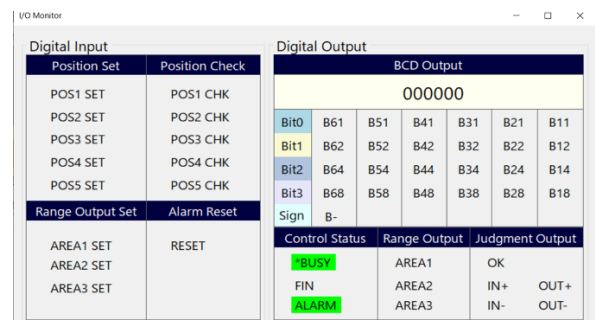 I/O Monitor
Digital Input
Position Set Position Check
POS1 SET POS1 CHK
POS2 SET POS2 CHK
POS3 SET POS3 CHK
POS4 SET POS4 CHK
POS5 SET POS5 CHK
Range Output Set Alarm Reset
AREA1 SET RESET
AREA2 SET
AREA3 SET
Digital Output
BCD Output
000000
Bit0 B61 B51 B41 B31 B21 B11
Bit1 B62 B52 B42 B32 B22 B12
Bit2 B64 B54 B44 B34 B24 B14
Bit3 B68 B58 B48 B38 B28 B18
Sign B-
Control Status Range Output Judgment Output
*BUSY AREA1 OK
FIN AREA2 IN+ OUT+
ALARM AREA3 IN- OUT-